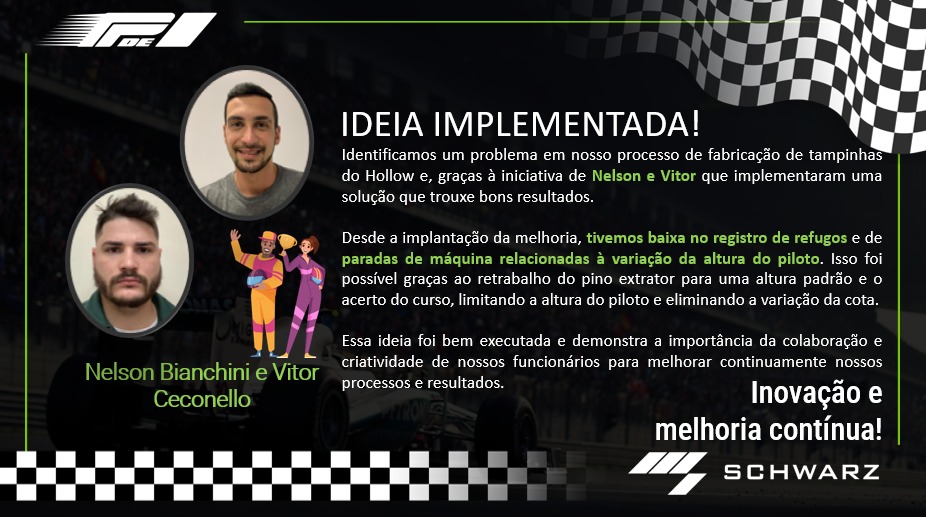 DE
IDEIA IMPLEMENTADA!
Identificamos um problema em nosso processo de fabricação de tampinhas
do Hollow e, graças à iniciativa de Nelson e Vitor que implementaram uma
solução que trouxe bons resultados.
Desde a implantação da melhoria, tivemos baixa no registro de refugos e de
paradas de máquina relacionadas à variação da altura do piloto. Isso foi
possível graças ao retrabalho do pino extrator para uma altura padrão e o
acerto do curso, limitando a altura do piloto e eliminando a variação da cota.
Essa ideia foi bem executada e demonstra a importância da colaboração e
criatividade de nossos funcionários para melhorar continuamente nossos
processos e resultados.
Nelson Bianchini e Vitor
Ceconello
Inovação e
melhoria contínua!
SCHWARZ